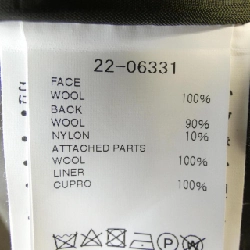 22-06331
FACE
WOOL 100%
BACK
WOOL 90%
NYLON 10%
ATTACHED PARTS
WOOL 100%
LINER
CUPRO 100%